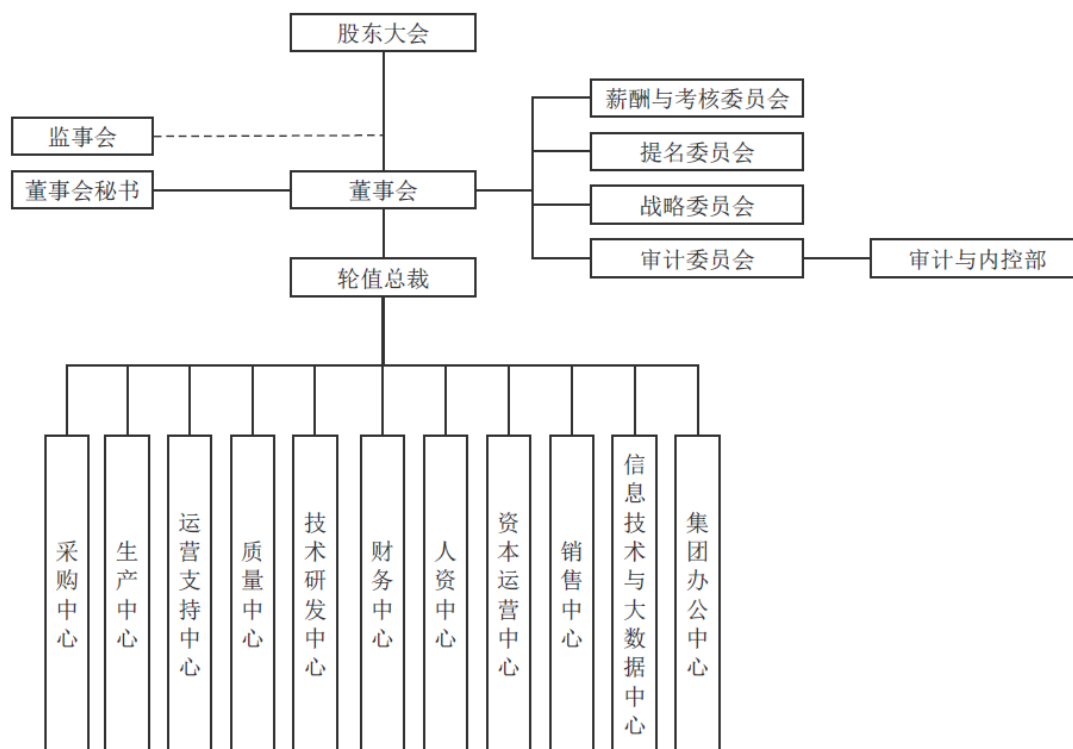 股东大会
薪酬与考核委员会
监事会
提名委员会
董事会秘书
董事会
战略委员会
审计委员会
审计与内控部
轮值总裁
采购中心
生产中心
运营支持中心
质量中心
技术研发中心
财务中心
人资中心
资本运营中心
销售中心
信息技术与大数据中心
集团办公中心